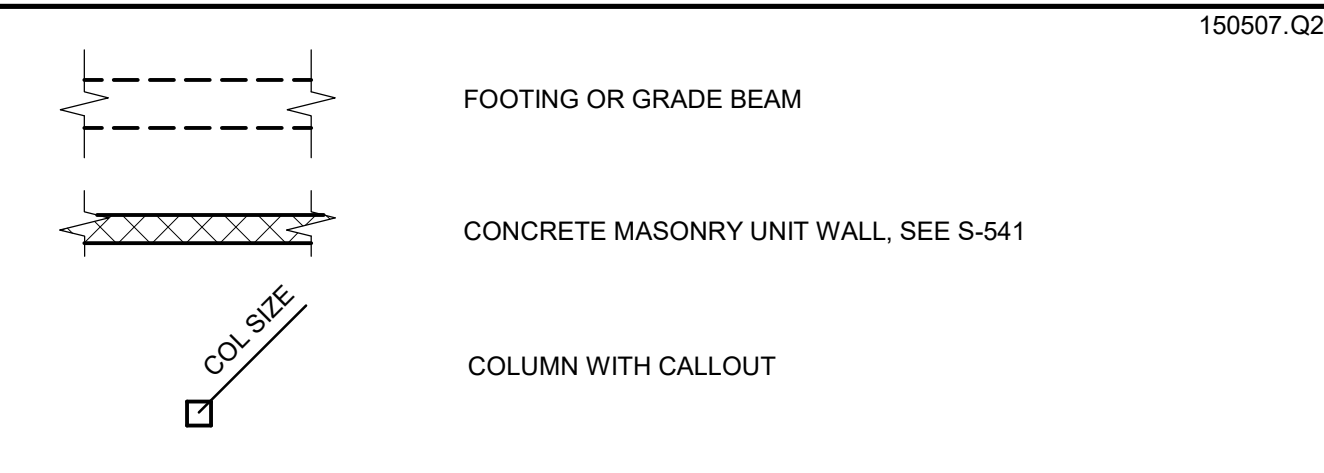 150507.Q2
FOOTING OR GRADE BEAM
CONCRETE MASONRY UNIT WALL, SEE S-541
COL SIZE
COLUMN WITH CALLOUT